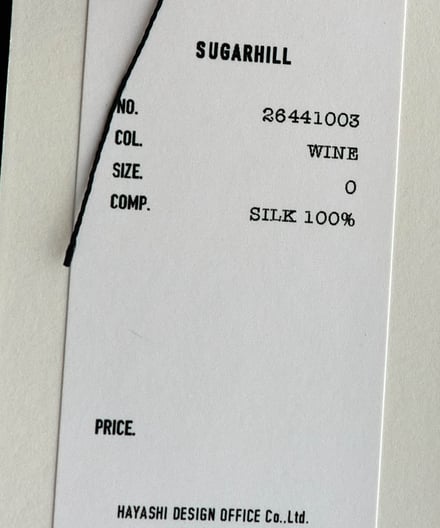 SUGARHILL
NO. 26441003
COL. WINE
SIZE. 0
COMP. SILK 100%
PRICE.
HAYASHI DESIGN OFFICE Co.,Ltd.